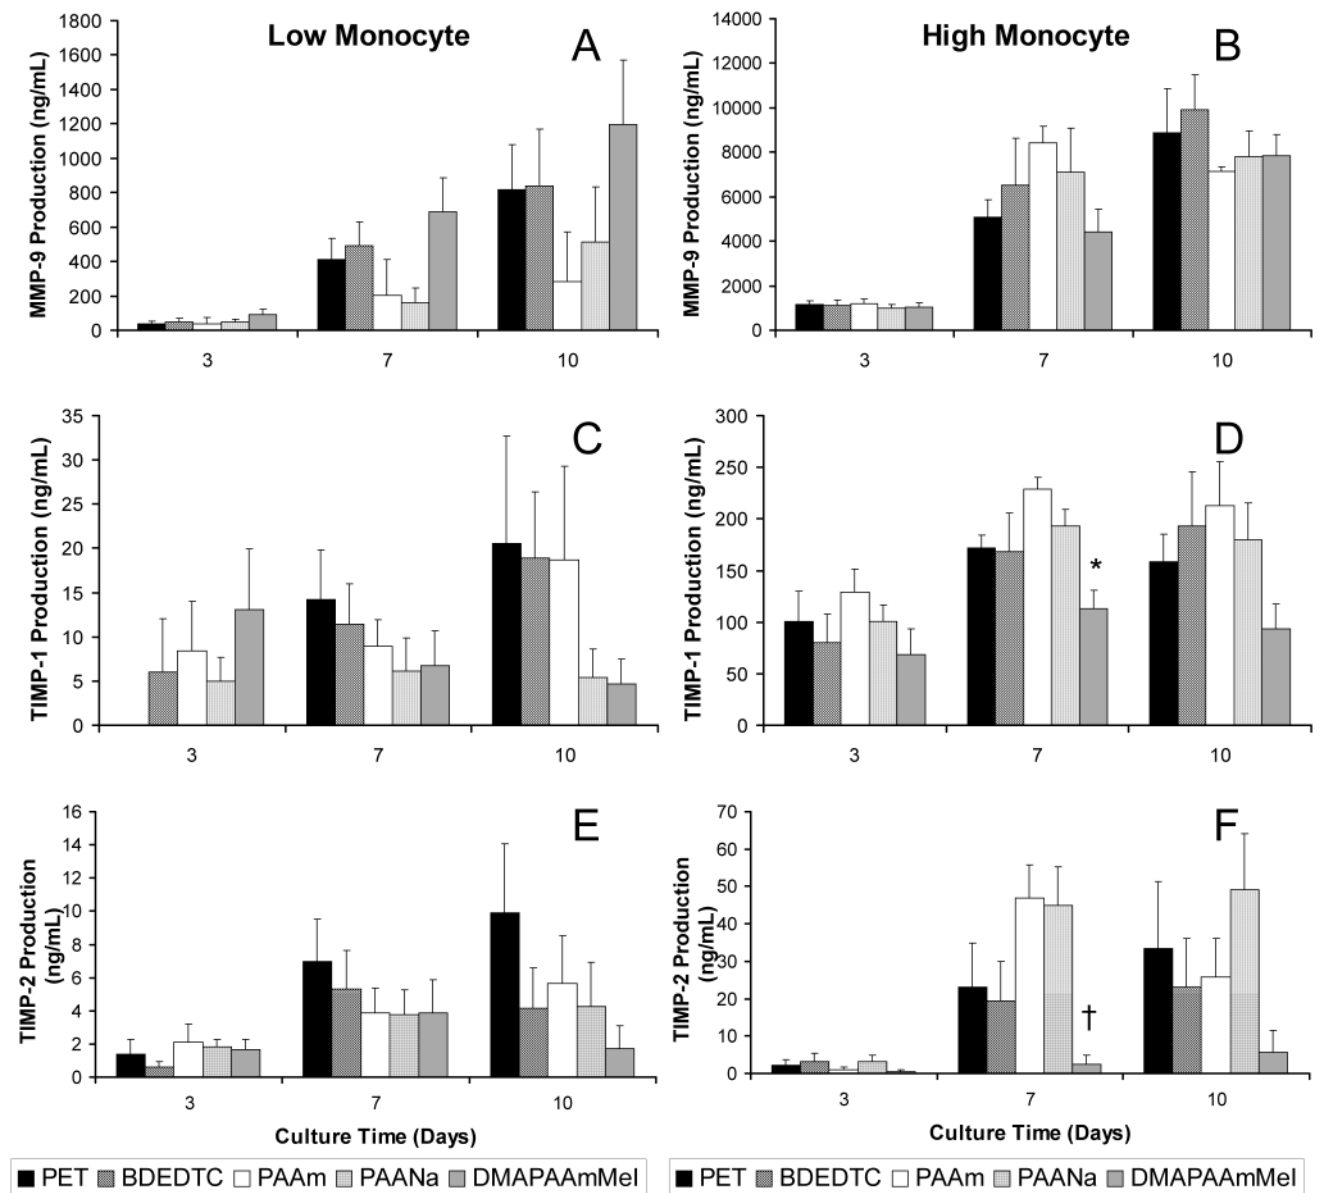 Low Monocyte
A
MMP-9 Production (ng/mL)
1800
1600
1400
1200
1000
800
600
400
200
0
3 7 10
High Monocyte
B
MMP-9 Production (ng/mL)
14000
12000
10000
8000
6000
4000
2000
0
3 7 10
C
TIMP-1 Production (ng/mL)
35
30
25
20
15
10
5
0
3 7 10
D
TIMP-1 Production (ng/mL)
300
250
200
150
100
50
0
*
3 7 10
E
TIMP-2 Production
(ng/mL)
16
14
12
10
8
6
4
2
0
3 7 10
Culture Time (Days)
F
TIMP-2 Production
(ng/mL)
70
60
50
40
30
20
10
0
†
3 7 10
Culture Time (Days)
PET BDEDTC PAAm PAANa DMAPAAmMeI
PET BDEDTC PAAm PAANa DMAPAAmMeI